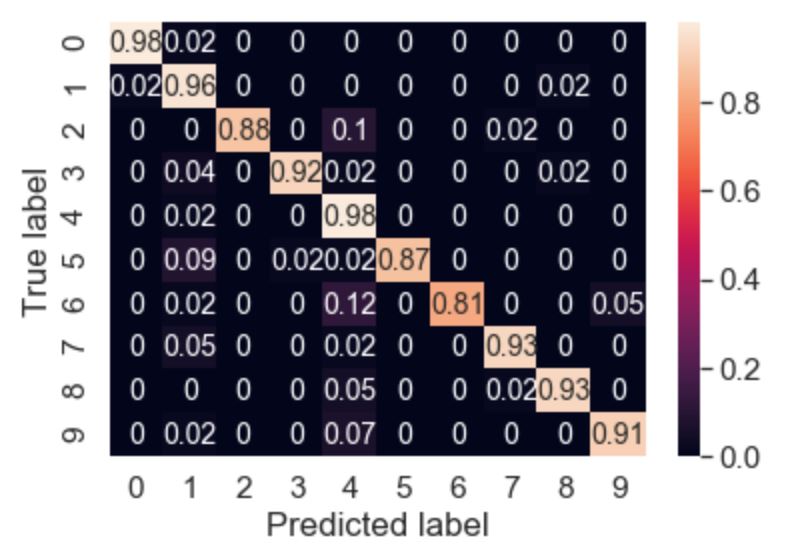 0 0.98 0.02 0 0 0 0 0 0 0 0
1 0.02 0.96 0 0 0 0 0 0 0.02 0
2 0 0 0.88 0 0.1 0 0 0.02 0 0
3 0 0.04 0 0.92 0.02 0 0 0 0.02 0
4 0 0.02 0 0 0.98 0 0 0 0 0
5 0 0.09 0 0.02 0.02 0.87 0 0 0 0
6 0 0.02 0 0 0.12 0 0.81 0 0 0.05
7 0 0.05 0 0 0.02 0 0 0.93 0 0
8 0 0 0 0 0.05 0 0 0.02 0.93 0
9 0 0.02 0 0 0.07 0 0 0 0 0.91
0 1 2 3 4 5 6 7 8 9
Predicted label
True label
0.8
0.6
0.4
0.2
0.0